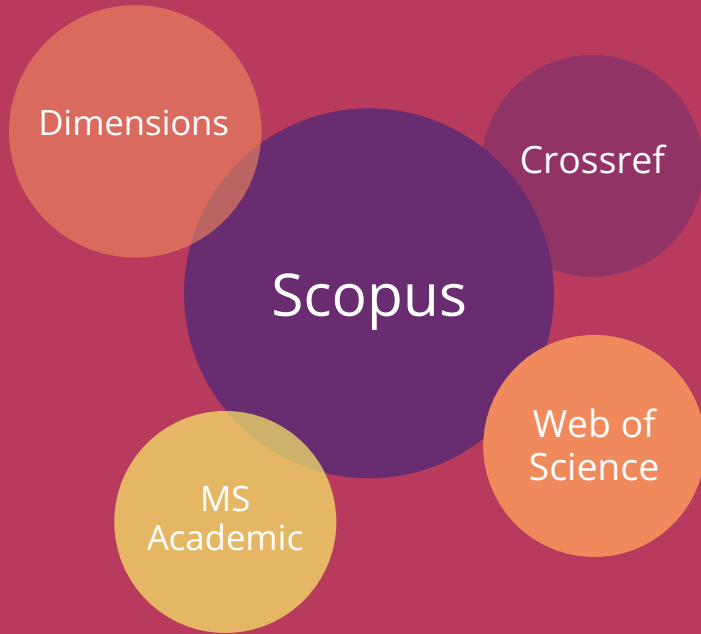 Dimensions
Crossref
Scopus
Web of
Science
MS
Academic